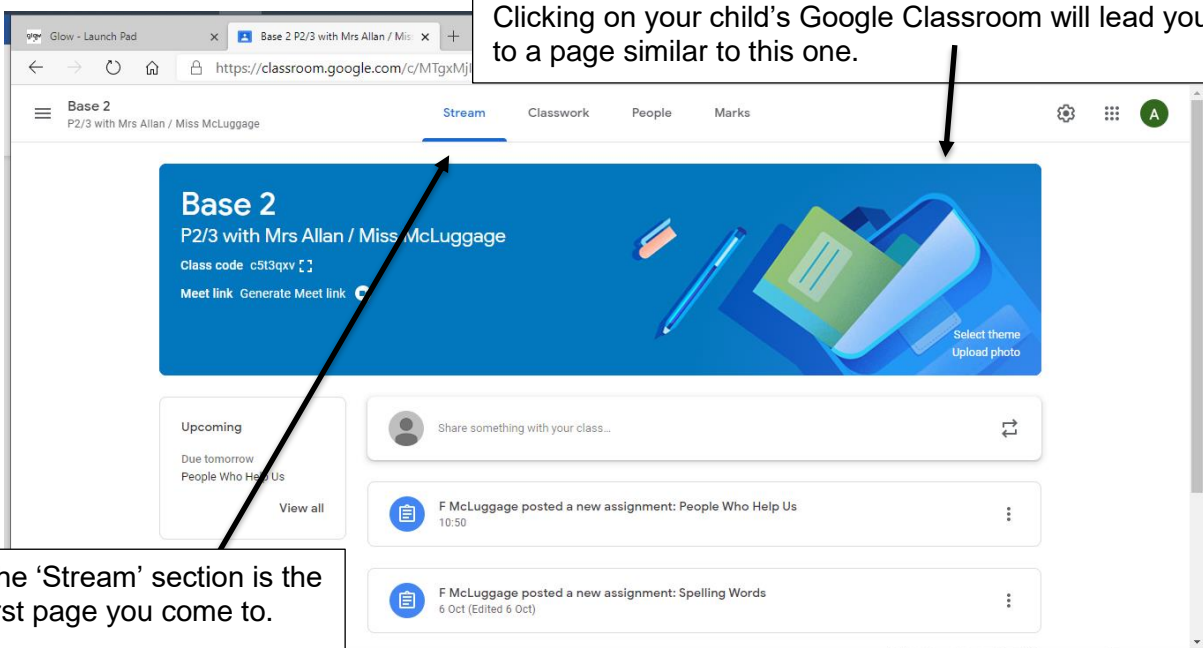 Clicking on your child’s Google Classroom will lead you
to a page similar to this one.
Glow - Launch Pad
Base 2 P2/3 with Mrs Allan / Mis
https://classroom.google.com/c/MTgxMjI
Base 2
P2/3 with Mrs Allan / Miss McLuggage
Stream
Classwork
People
Marks
A
Base 2
P2/3 with Mrs Allan / Miss McLuggage
Class code c5t3qxv
Meet link Generate Meet link
Select theme
Upload photo
Upcoming
Due tomorrow
People Who Help Us
View all
Share something with your class...
F McLuggage posted a new assignment: People Who Help Us
10:50
F McLuggage posted a new assignment: Spelling Words
6 Oct (Edited 6 Oct)
he ‘Stream’ section is the
rst page you come to.